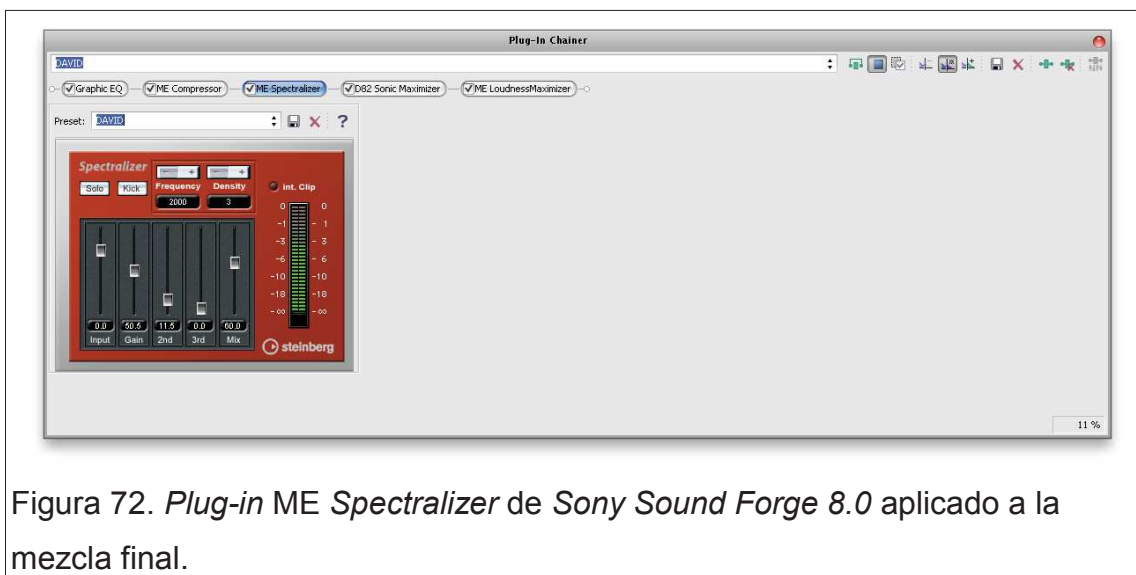 Plug-In Chainer
DAVID
Graphic EQ ME Compressor ME Spectralizer D82 Sonic Maximizer ME LoudnessMaximizer
Preset: DAVID ?
Spectralizer
- + - +
Solo Kick Frequency Density int. Clip
2000 3
0 0
-1 - 1
-3 - 3
-6 - 6
-10 -10
-18 -18
-∞ -∞
0.0 50.5 11.5 0.0 60.0
Input Gain 2nd 3rd Mix
steinberg
11 %
Figura 72. Plug-in ME Spectralizer de Sony Sound Forge 8.0 aplicado a la
mezcla final.